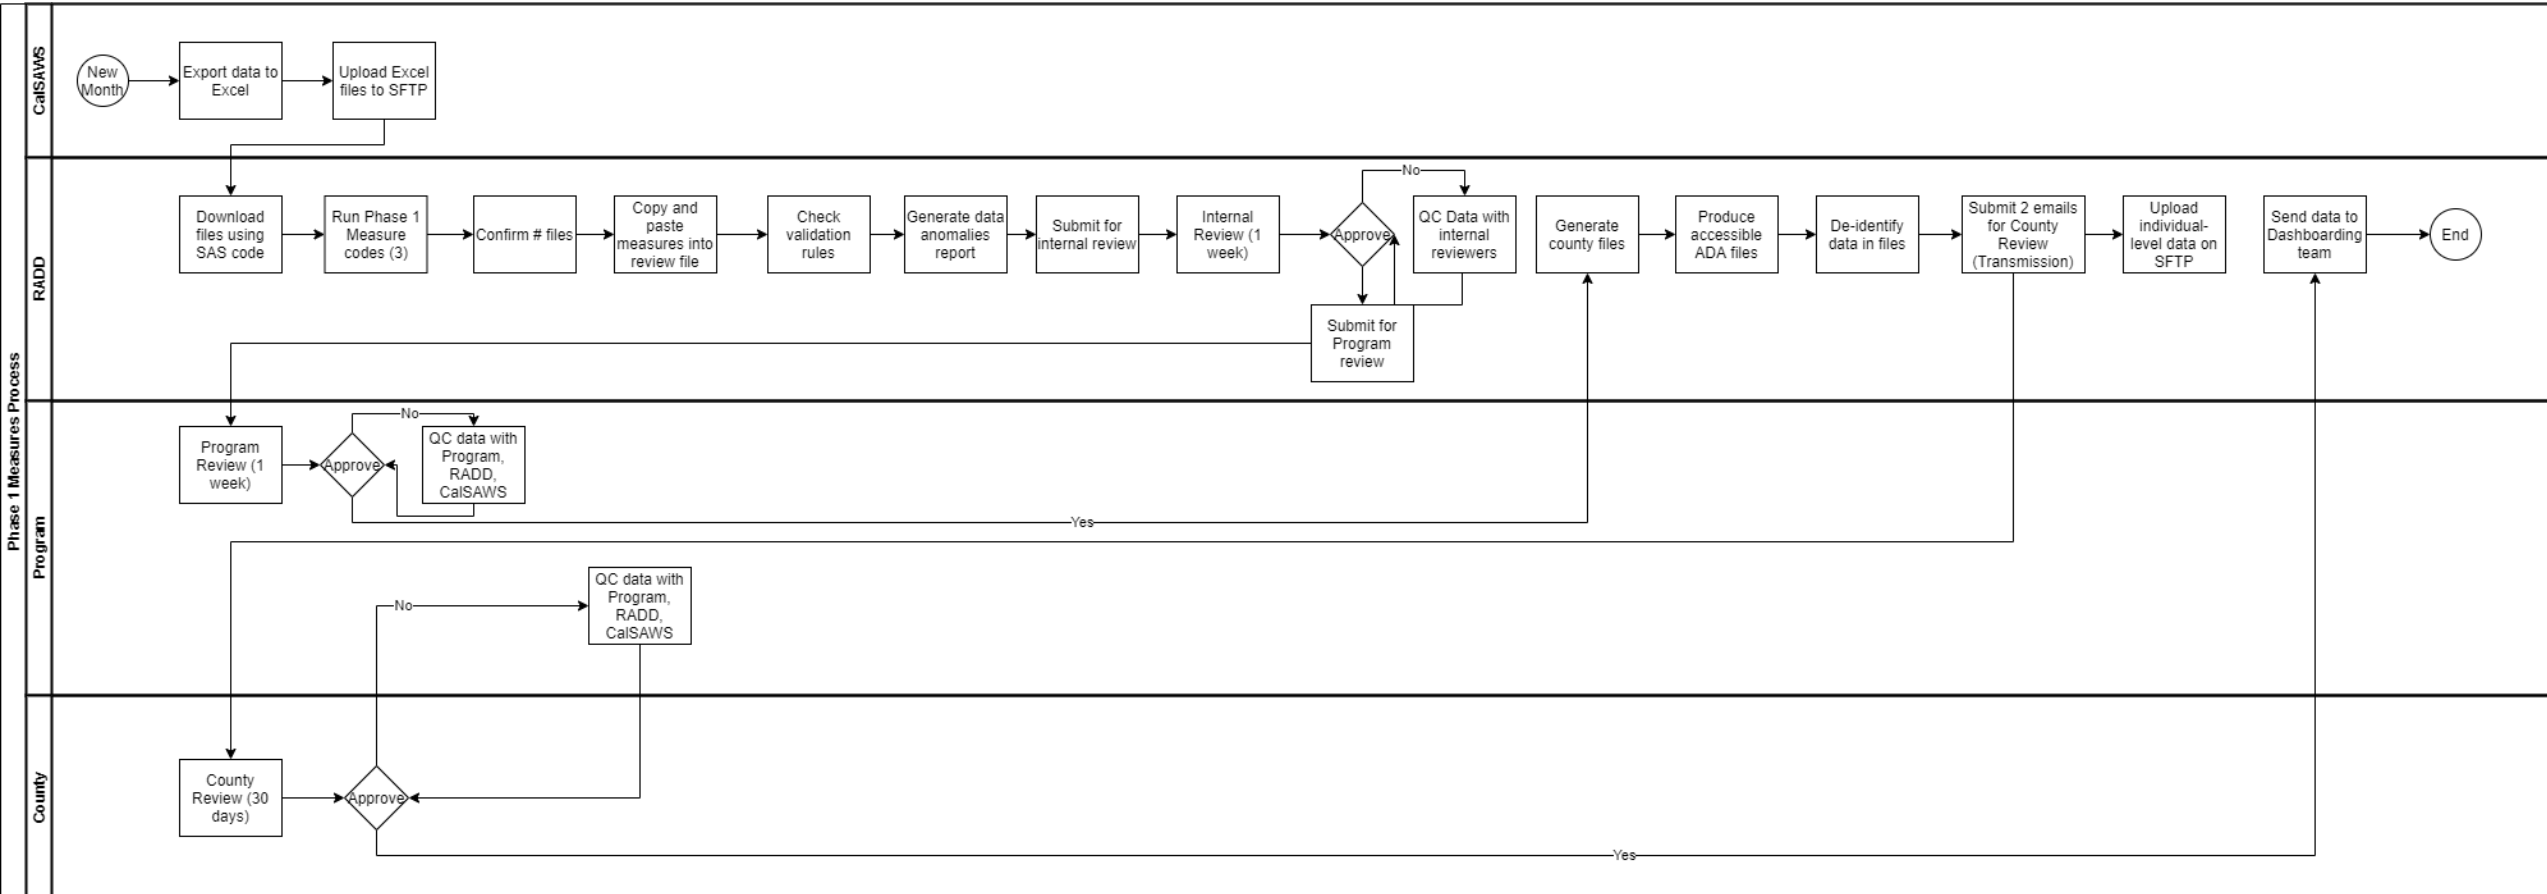 Phase 1 Measures Process
CalSAWS
New
Month
Export data to
Excel
Upload Excel
files to SFTP
RADD
Download
files using
SAS code
Run Phase 1
Measure
codes (3)
Confirm # files
Copy and
paste
measures into
review file
Check
validation
rules
Generate data
anomalies
report
Submit for
internal review
Internal
Review (1
week)
Approve
No
QC Data with
internal
reviewers
Submit for
Program
review
Generate
county files
Produce
accessible
ADA files
De-identify
data in files
Submit 2 emails
for County
Review
(Transmission)
Upload
individual-
level data on
SFTP
Send data to
Dashboarding
team
End
Program
Program
Review (1
week)
Approve
No
QC data with
Program,
RADD,
CalSAWS
Yes
No
QC data with
Program,
RADD,
CalSAWS
County
County
Review (30
days)
Approve
Yes